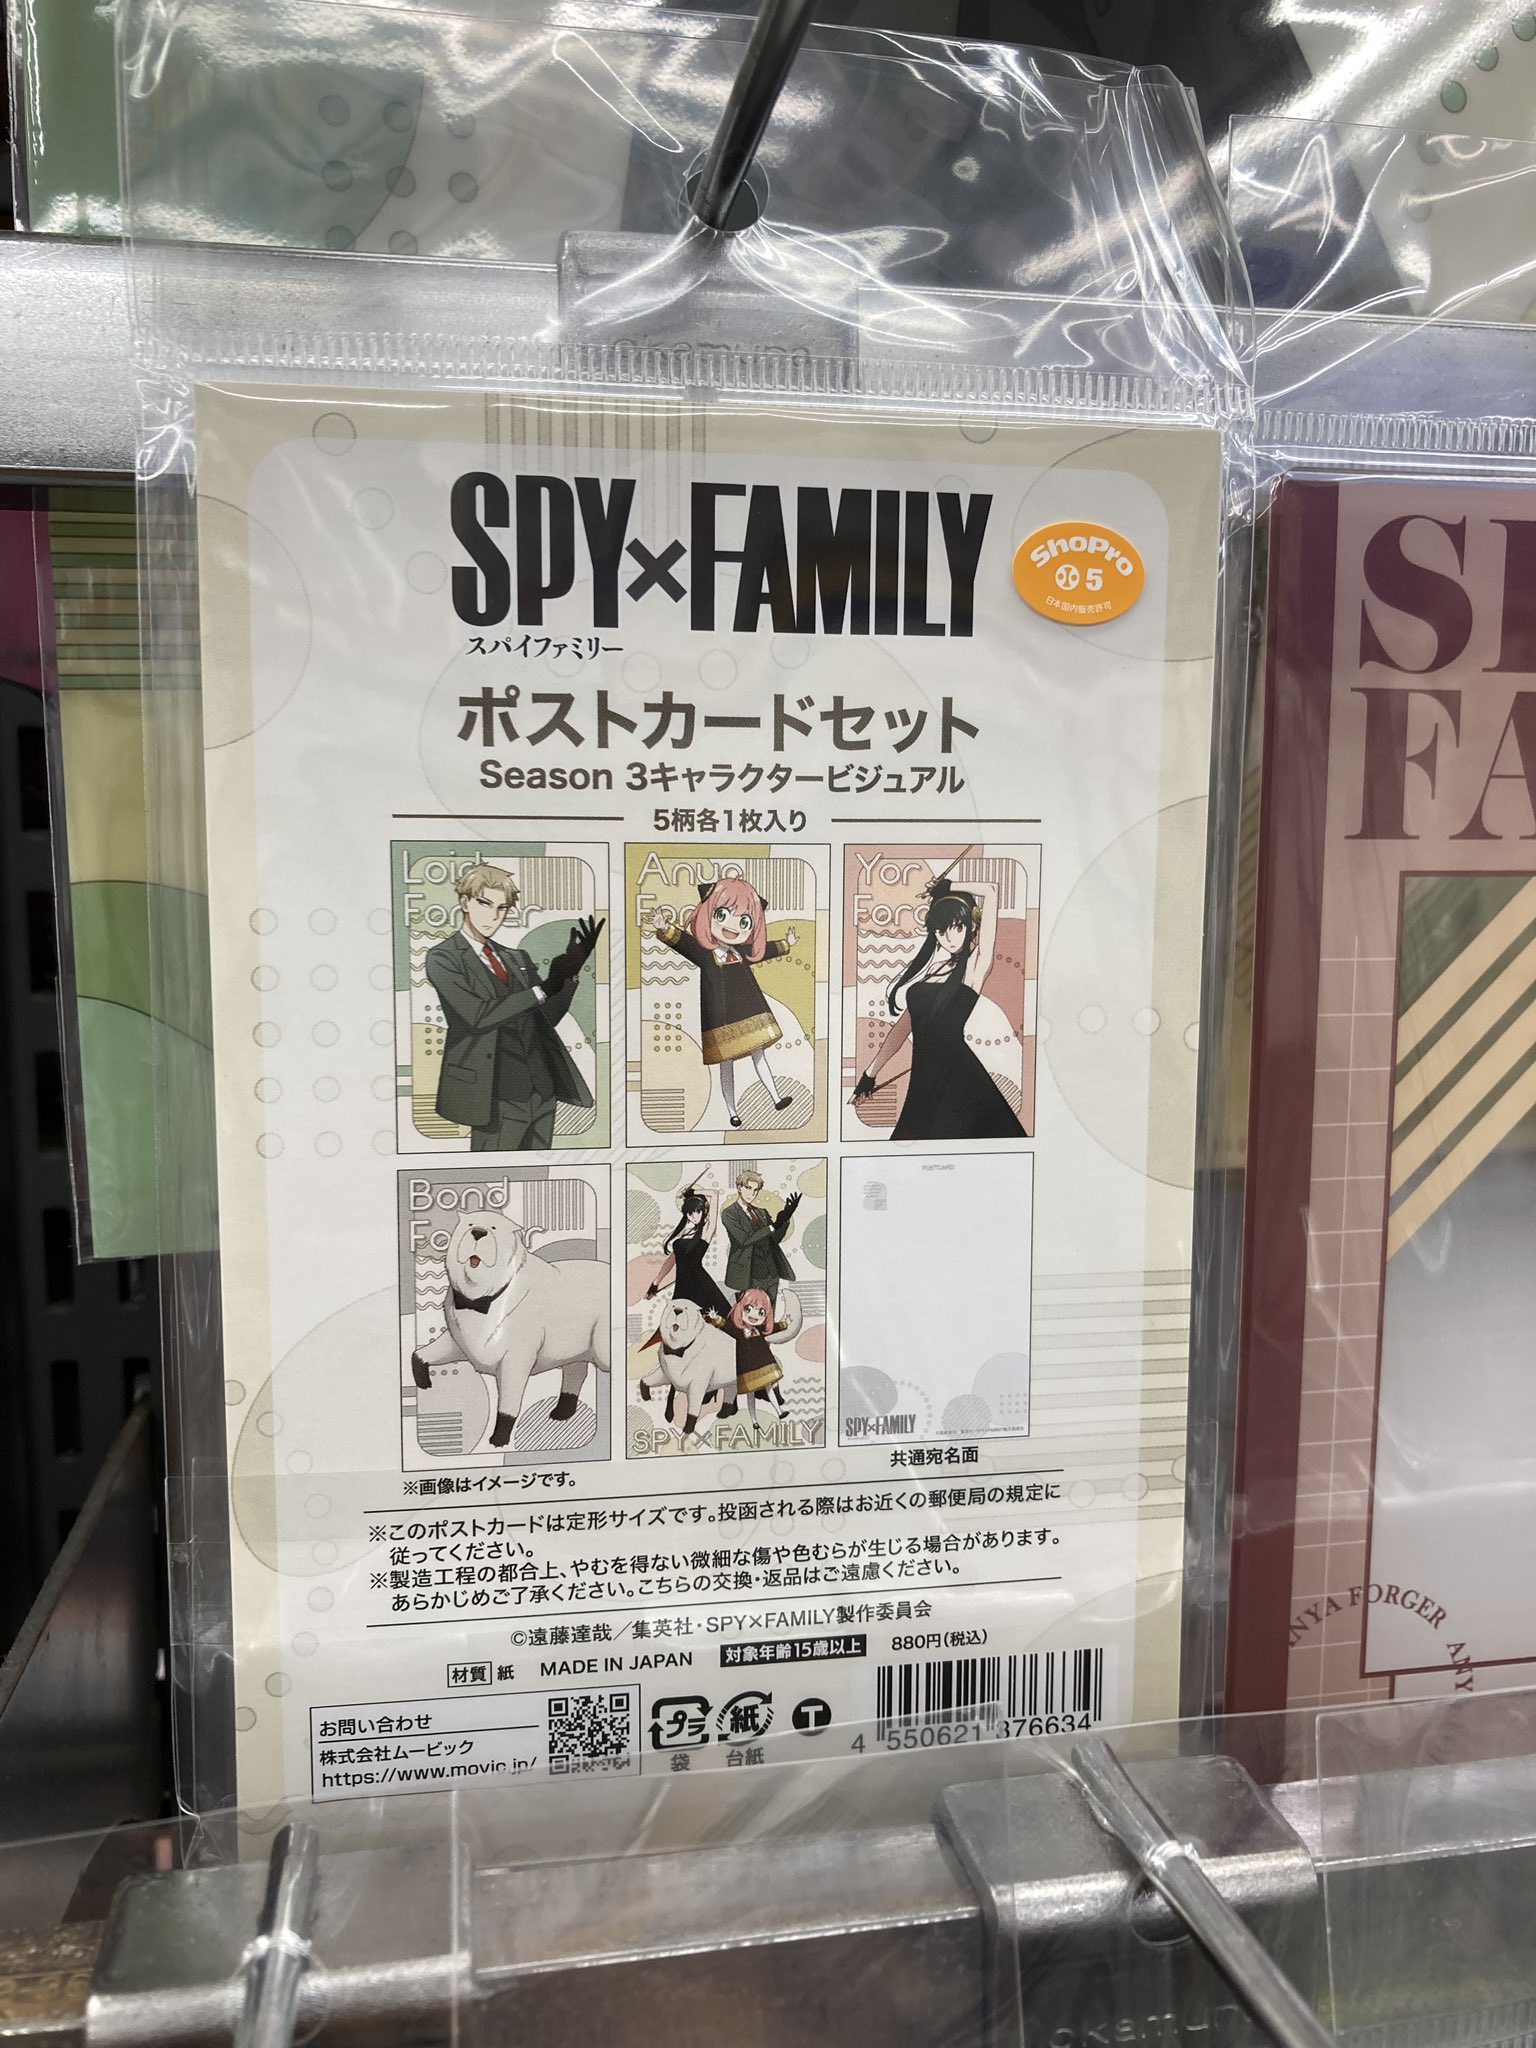 okamura
SPY×FAMILY
スパイファミリー
ShoPro
5
日本国内販売許可
ポストカードセット
Season 3キャラクタービジュアル
5柄各1枚入り
Loid
Forger
Anya
Yor
Bond
Forger
SPY×FAMILY
POSTCARD
SPY×FAMILY
共通宛名面
※画像はイメージです。
※このポストカードは定形サイズです。投函される際はお近くの郵便局の規定に
従ってください。
※製造工程の都合上、やむを得ない微細な傷や色むらが生じる場合があります。
あらかじめご了承ください。こちらの交換・返品はご遠慮ください。
©遠藤達哉／集英社・SPY×FAMILY製作委員会
材質 紙 MADE IN JAPAN 対象年齢15歳以上 880円(税込)
お問い合わせ
株式会社ムービック
https://www.movic.jp/
プラ
袋
紙
台紙
T
4 550621 376634
FA
ANYA FORGER
okamura